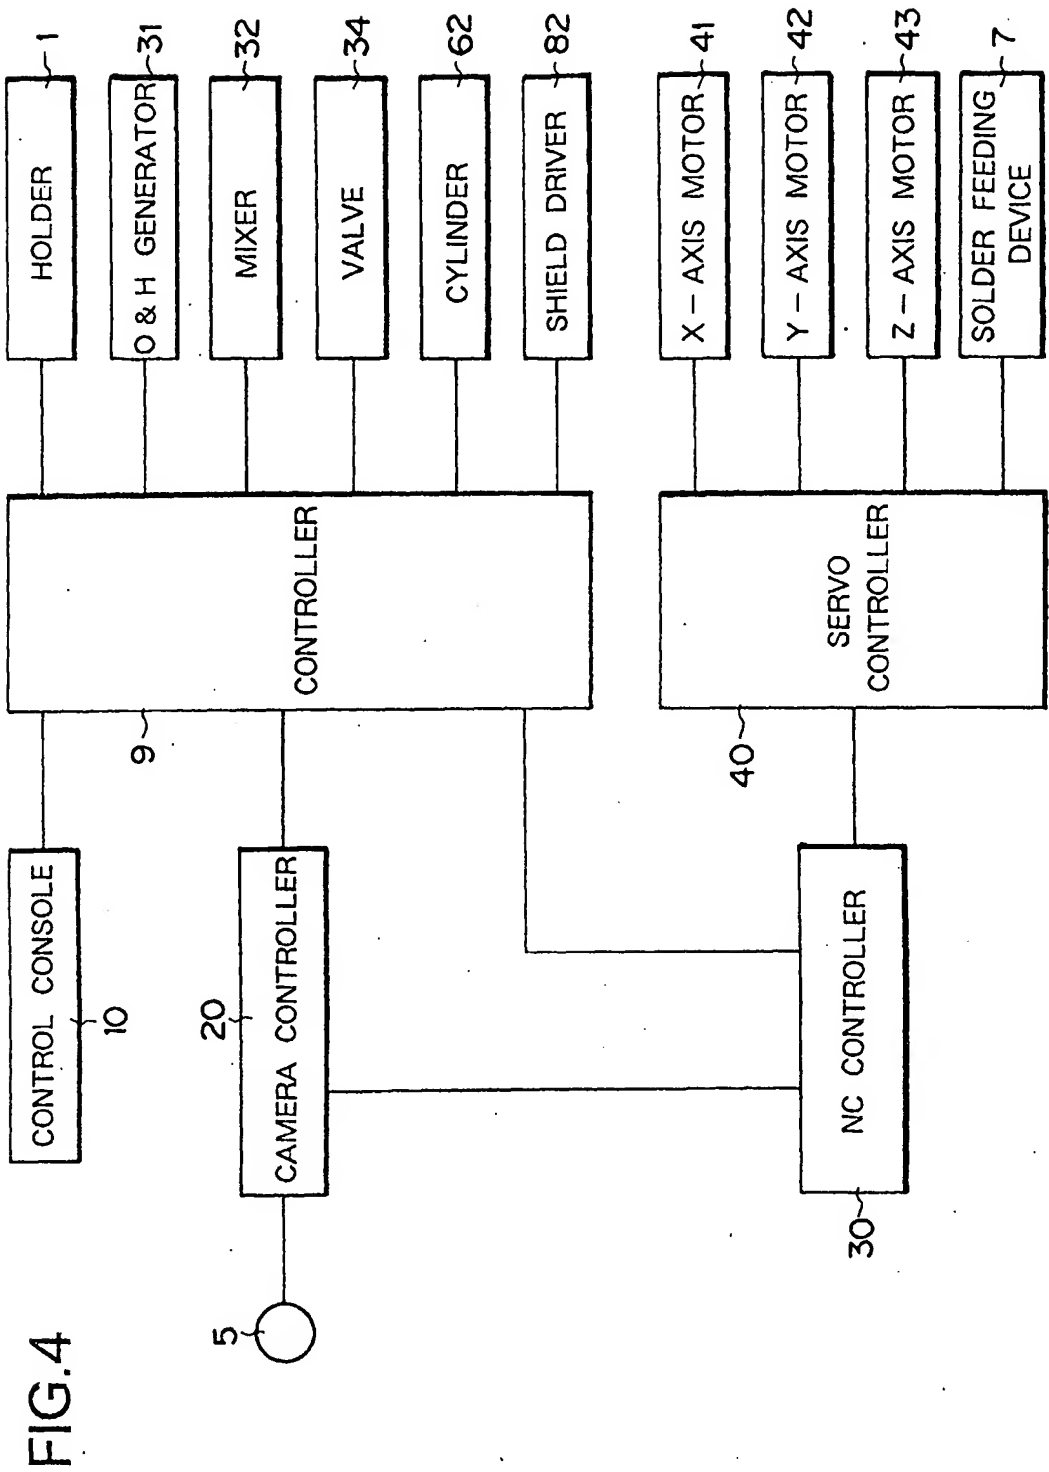 FIG.4
CONTROL CONSOLE
10
9
CONTROLLER
HOLDER
1
O & H GENERATOR
31
MIXER
32
VALVE
34
CYLINDER
62
SHIELD DRIVER
82
5
20
CAMERA CONTROLLER
NC CONTROLLER
30
40
SERVO
CONTROLLER
X-AXIS MOTOR
41
Y-AXIS MOTOR
42
Z-AXIS MOTOR
43
SOLDER FEEDING
DEVICE
7